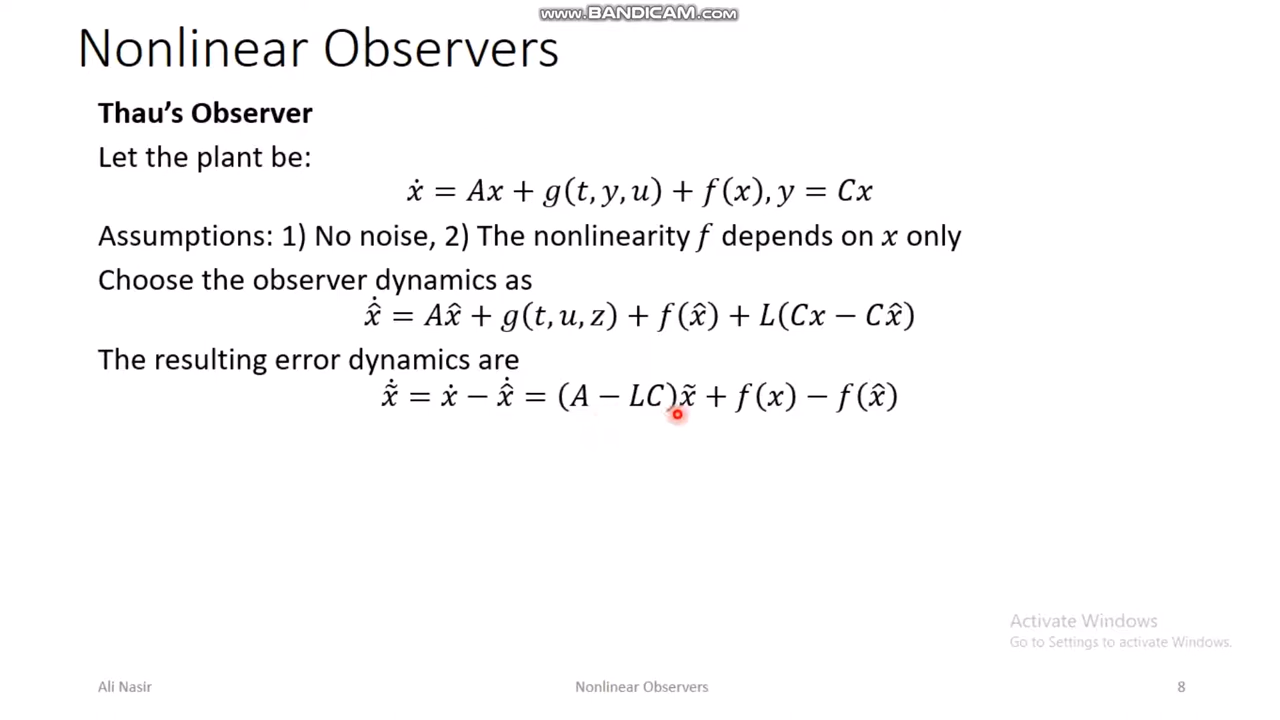 www.BANDICAM.com
Nonlinear Observers
Thau's Observer
Let the plant be:
ẋ = Ax + g(t, y, u) + f(x), y = Cx
Assumptions: 1) No noise, 2) The nonlinearity f depends on x only
Choose the observer dynamics as
x̂̇ = Ax̂ + g(t, u, z) + f(x̂) + L(Cx − Cx̂)
The resulting error dynamics are
x̃̇ = ẋ − x̂̇ = (A − LC)x̃ + f(x) − f(x̂)
Activate Windows
Go to Settings to activate Windows.
Ali Nasir
Nonlinear Observers
8